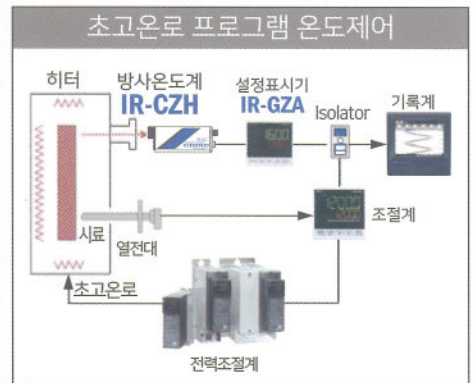 초고온로 프로그램 온도제어
히터
방사온도계
IR-CZH
설정표시기
IR-GZA
Isolator
기록계
1600
조절계
시료
열전대
초고온로
전력조절계